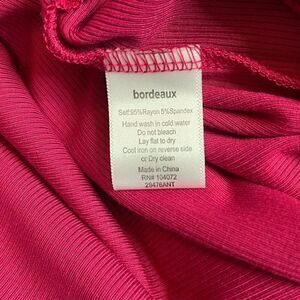 bordeaux
Self:95%Rayon 5%Spandex
Hand wash in cold water
Do not bleach
Lay flat to dry
Cool iron on reverse side
or Dry clean
Made in China
RN# 104072
29476ANT